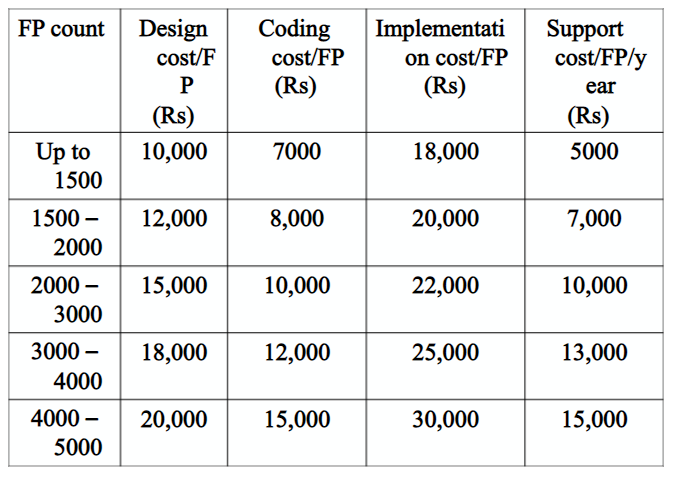 FP count Design cost/F P (Rs) Coding cost/FP (Rs) Implementati on cost/FP (Rs) Support cost/FP/y ear (Rs)
Up to 1500 10,000 7000 18,000 5000
1500 – 2000 12,000 8,000 20,000 7,000
2000 – 3000 15,000 10,000 22,000 10,000
3000 – 4000 18,000 12,000 25,000 13,000
4000 – 5000 20,000 15,000 30,000 15,000